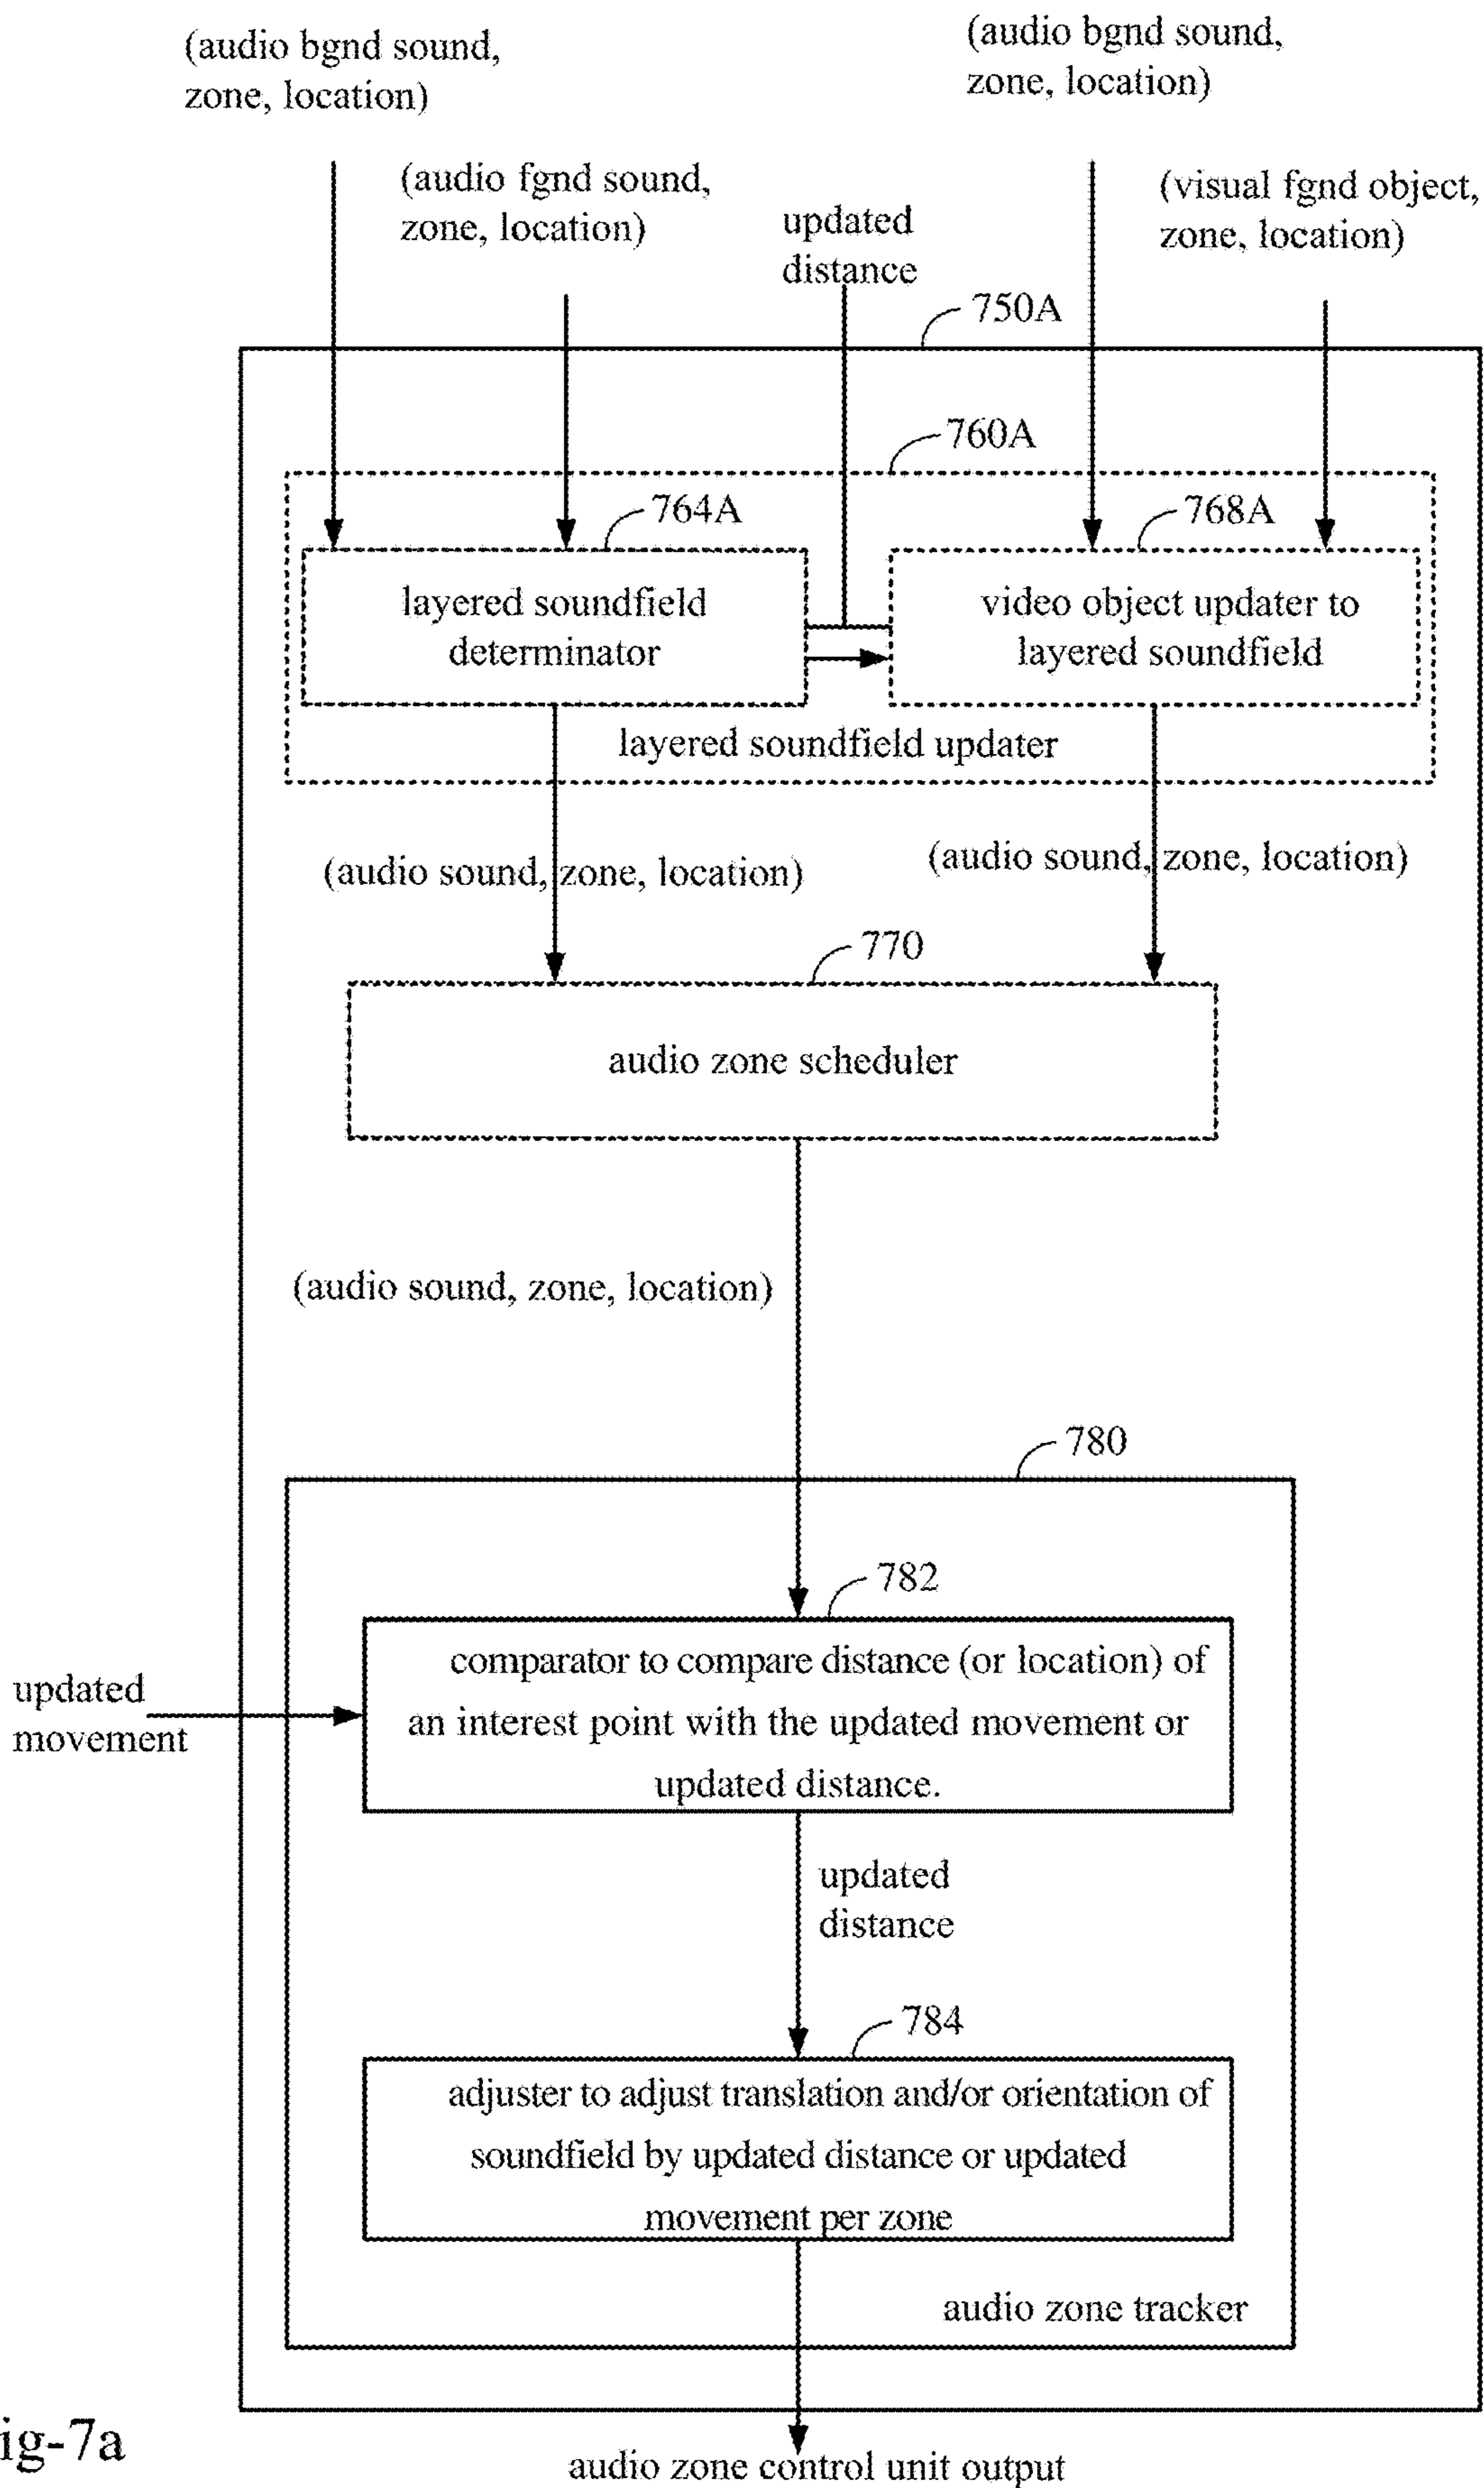 (audio bgnd sound,
zone, location)
(audio bgnd sound,
zone, location)
(audio fgnd sound,
zone, location)
updated
distance
(visual fgnd object,
zone, location)
750A
760A
764A
768A
layered soundfield
determinator
video object updater to
layered soundfield
layered soundfield updater
(audio sound, zone, location)
(audio sound, zone, location)
770
audio zone scheduler
(audio sound, zone, location)
780
782
comparator to compare distance (or location) of
an interest point with the updated movement or
updated distance.
updated
movement
updated
distance
784
adjuster to adjust translation and/or orientation of
soundfield by updated distance or updated
movement per zone
audio zone tracker
ig-7a
audio zone control unit output